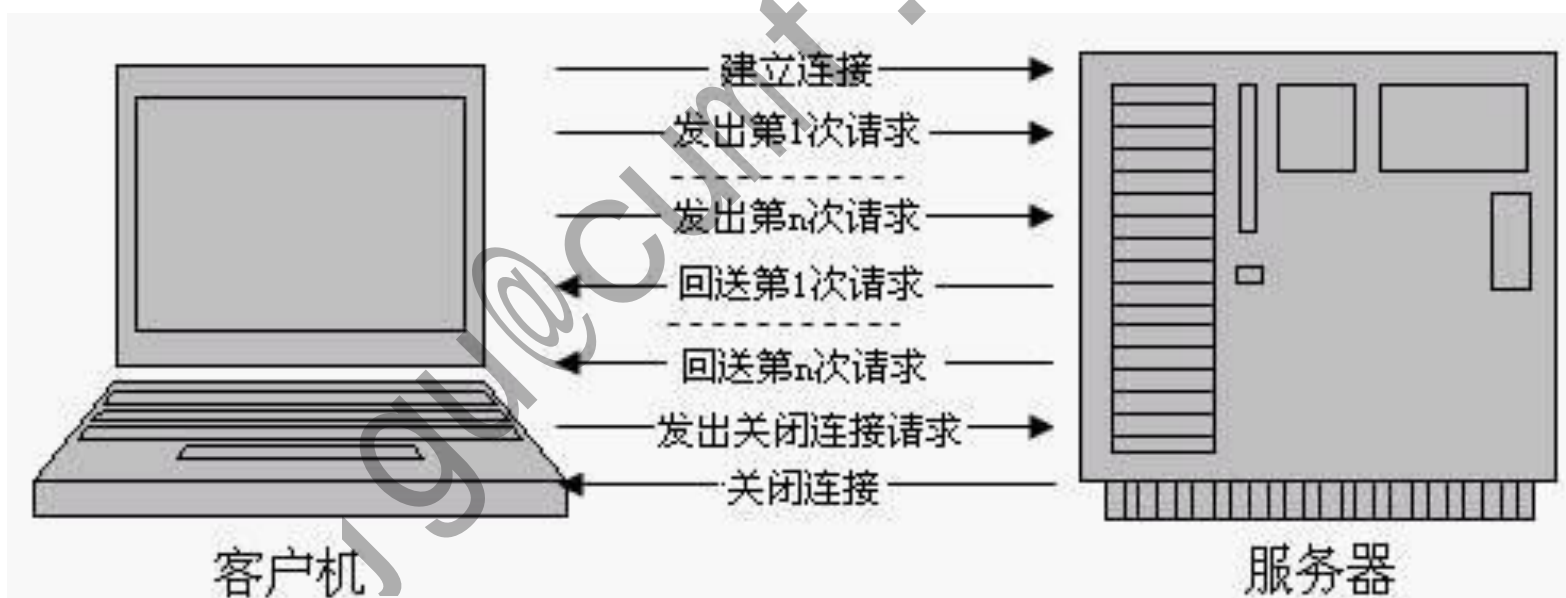 建立连接
发出第1次请求
发出第n次请求
回送第1次请求
回送第n次请求
发出关闭连接请求
关闭连接
客户机
服务器
gu@cumt.